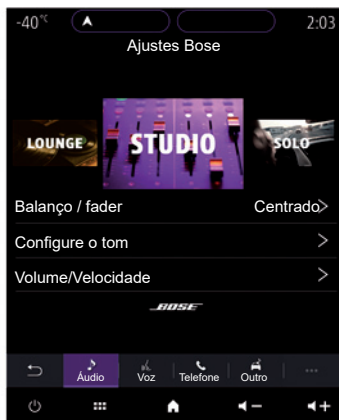 -40°C
2:03
Ajustes Bose
LOUNGE
STUDIO
SOLO
Balanço / fader
Centrado
Configure o tom
Volume/Velocidade
BOSE
Áudio
Voz
Telefone
Outro